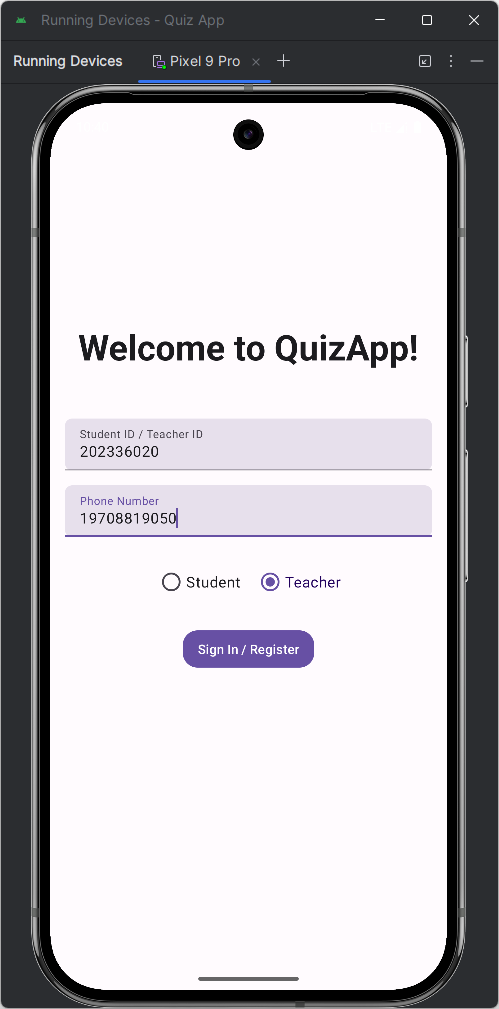 Running Devices - Quiz App
Running Devices
Pixel 9 Pro
Welcome to QuizApp!
Student ID / Teacher ID
202336020
Phone Number
19708819050
Student
Teacher
Sign In / Register